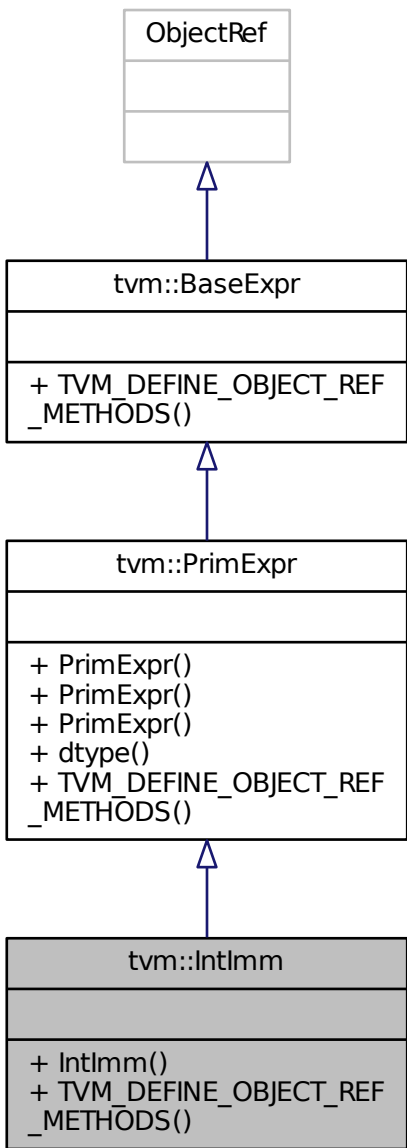 ObjectRef
tvm::BaseExpr
+ TVM_DEFINE_OBJECT_REF
_METHODS()
tvm::PrimExpr
+ PrimExpr()
+ PrimExpr()
+ PrimExpr()
+ dtype()
+ TVM_DEFINE_OBJECT_REF
_METHODS()
tvm::IntImm
+ IntImm()
+ TVM_DEFINE_OBJECT_REF
_METHODS()